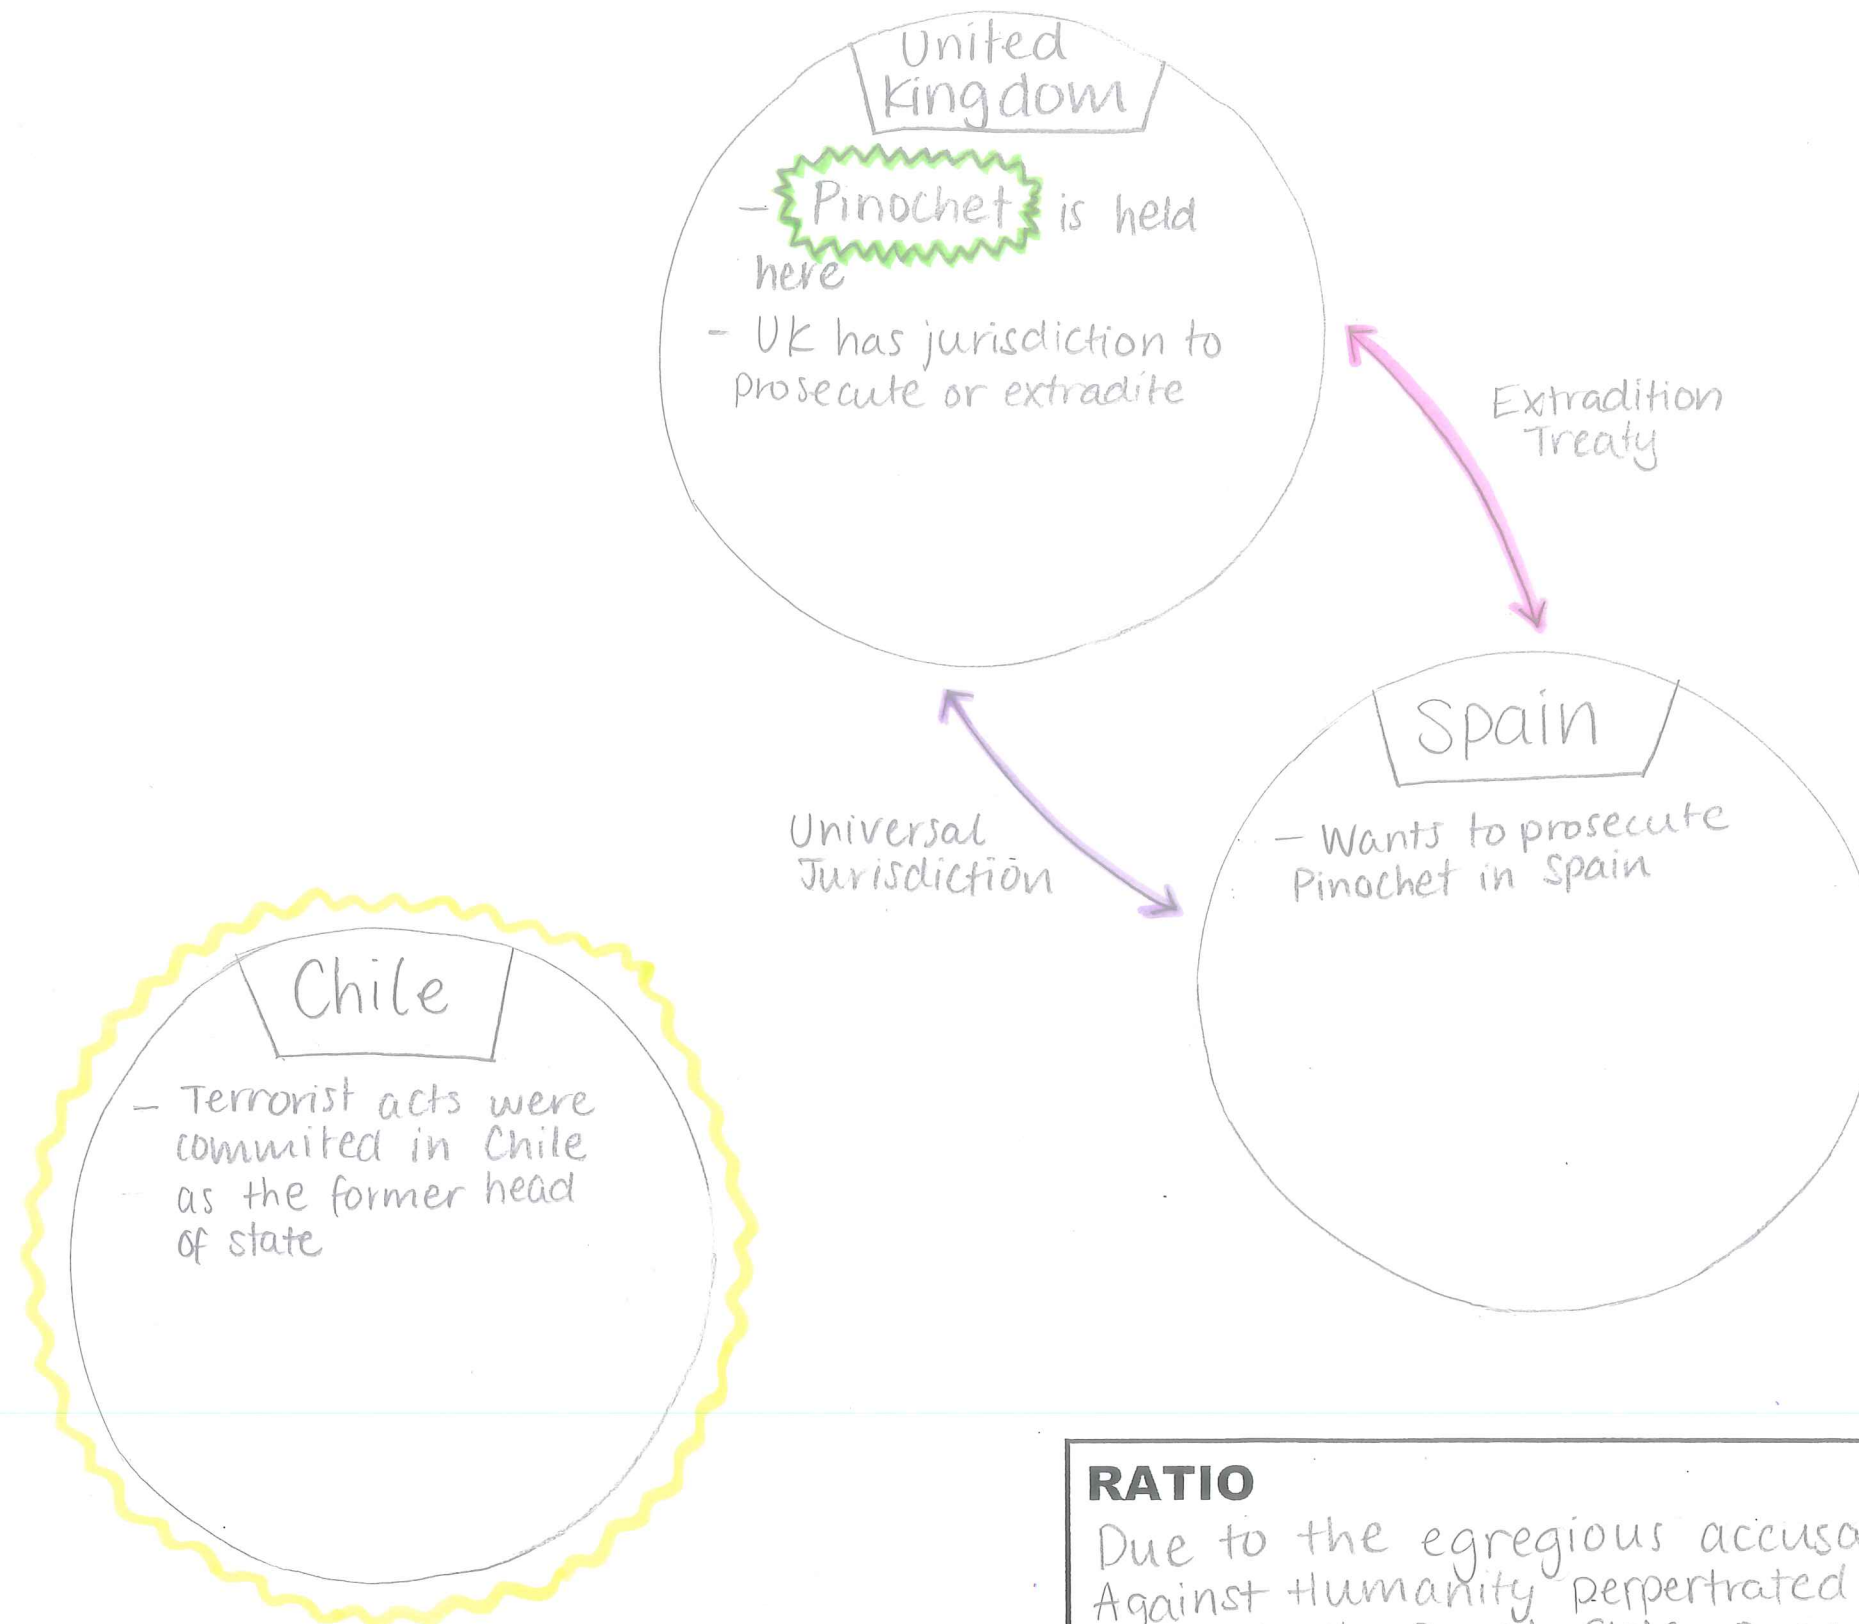 United
Kingdom
- Pinochet is held
here
- UK has jurisdiction to
prosecute or extradite
Extradition
Treaty
Spain
- Wants to prosecute
Pinochet in Spain
Universal
Jurisdiction
Chile
- Terrorist acts were
commited in Chile
as the former head
of state
RATIO
Due to the egregious
Against Humanity perpertrated